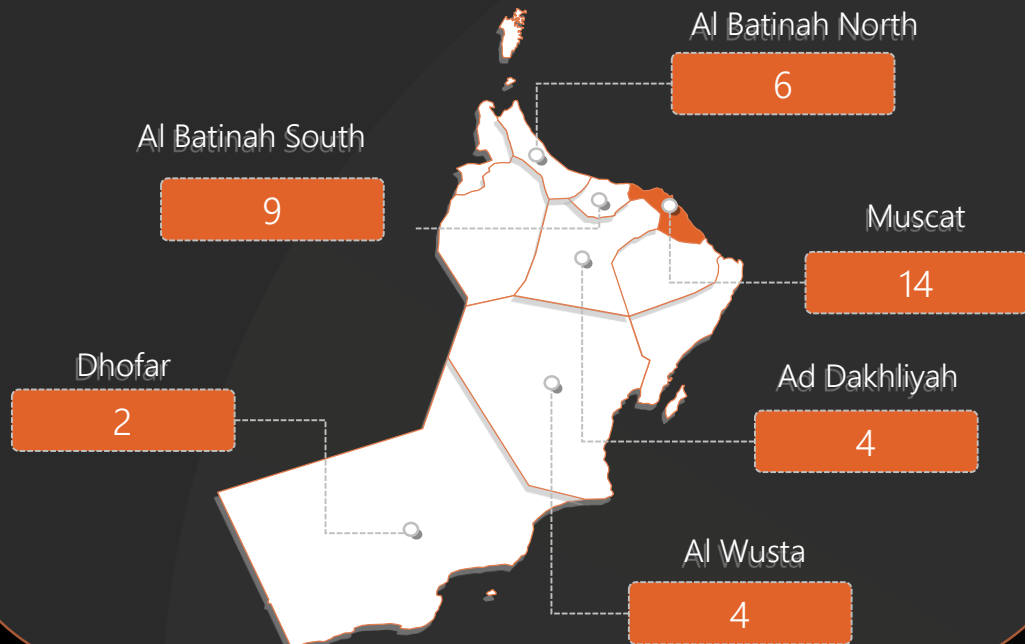 Al Batinah North
6
Al Batinah South
9
Muscat
14
Dhofar
2
Ad Dakhliyah
4
Al Wusta
4